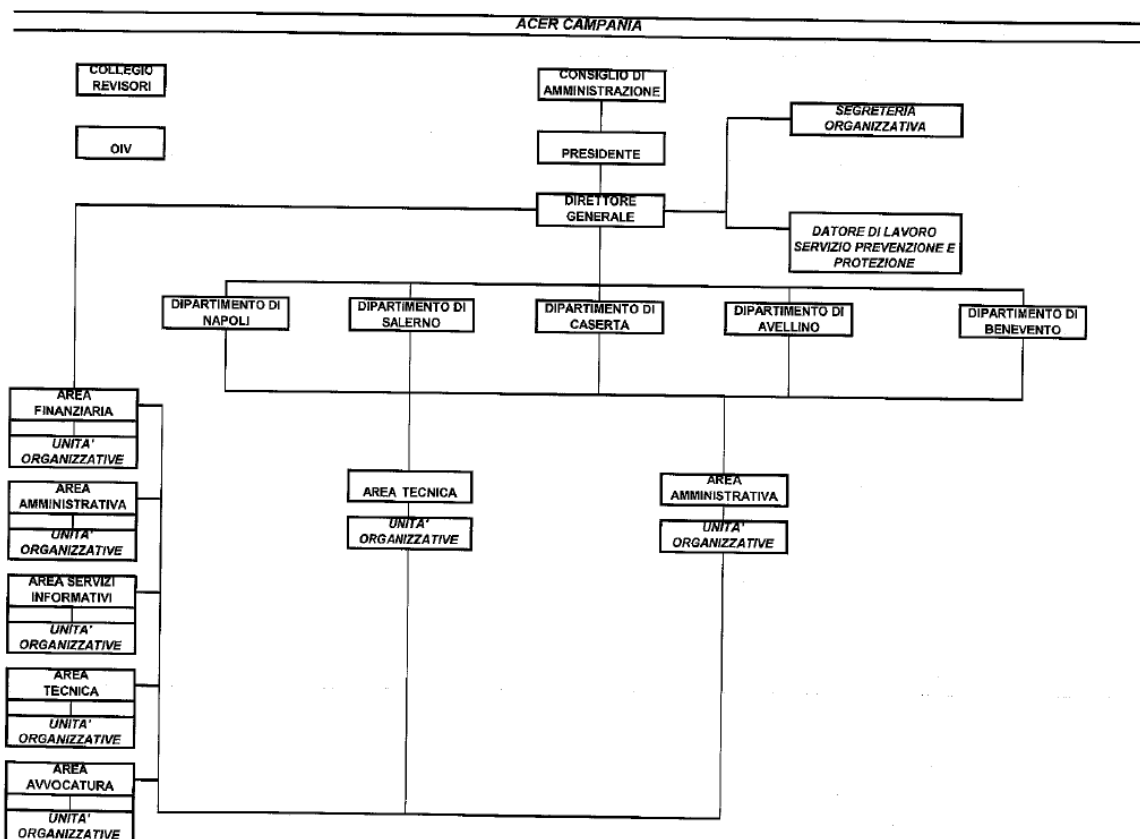 ACER CAMPANIA
COLLEGIO
REVISORI
CONSIGLIO DI
AMMINISTRAZIONE
SEGRETERIA
ORGANIZZATIVA
OIV
PRESIDENTE
DIRETTORE
GENERALE
DATORE DI LAVORO
SERVIZIO PREVENZIONE E
PROTEZIONE
DIPARTIMENTO DI
NAPOLI
DIPARTIMENTO DI
SALERNO
DIPARTIMENTO DI
CASERTA
DIPARTIMENTO DI
AVELLINO
DIPARTIMENTO DI
BENEVENTO
AREA
FINANZIARIA
UNITA'
ORGANIZZATIVE
AREA
AMMINISTRATIVA
UNITA'
ORGANIZZATIVE
AREA SERVIZI
INFORMATIVI
UNITA'
ORGANIZZATIVE
AREA
TECNICA
UNITA'
ORGANIZZATIVE
AREA
AVVOCATURA
UNITA'
ORGANIZZATIVE
AREA TECNICA
UNITA'
ORGANIZZATIVE
AREA
AMMINISTRATIVA
UNITA'
ORGANIZZATIVE